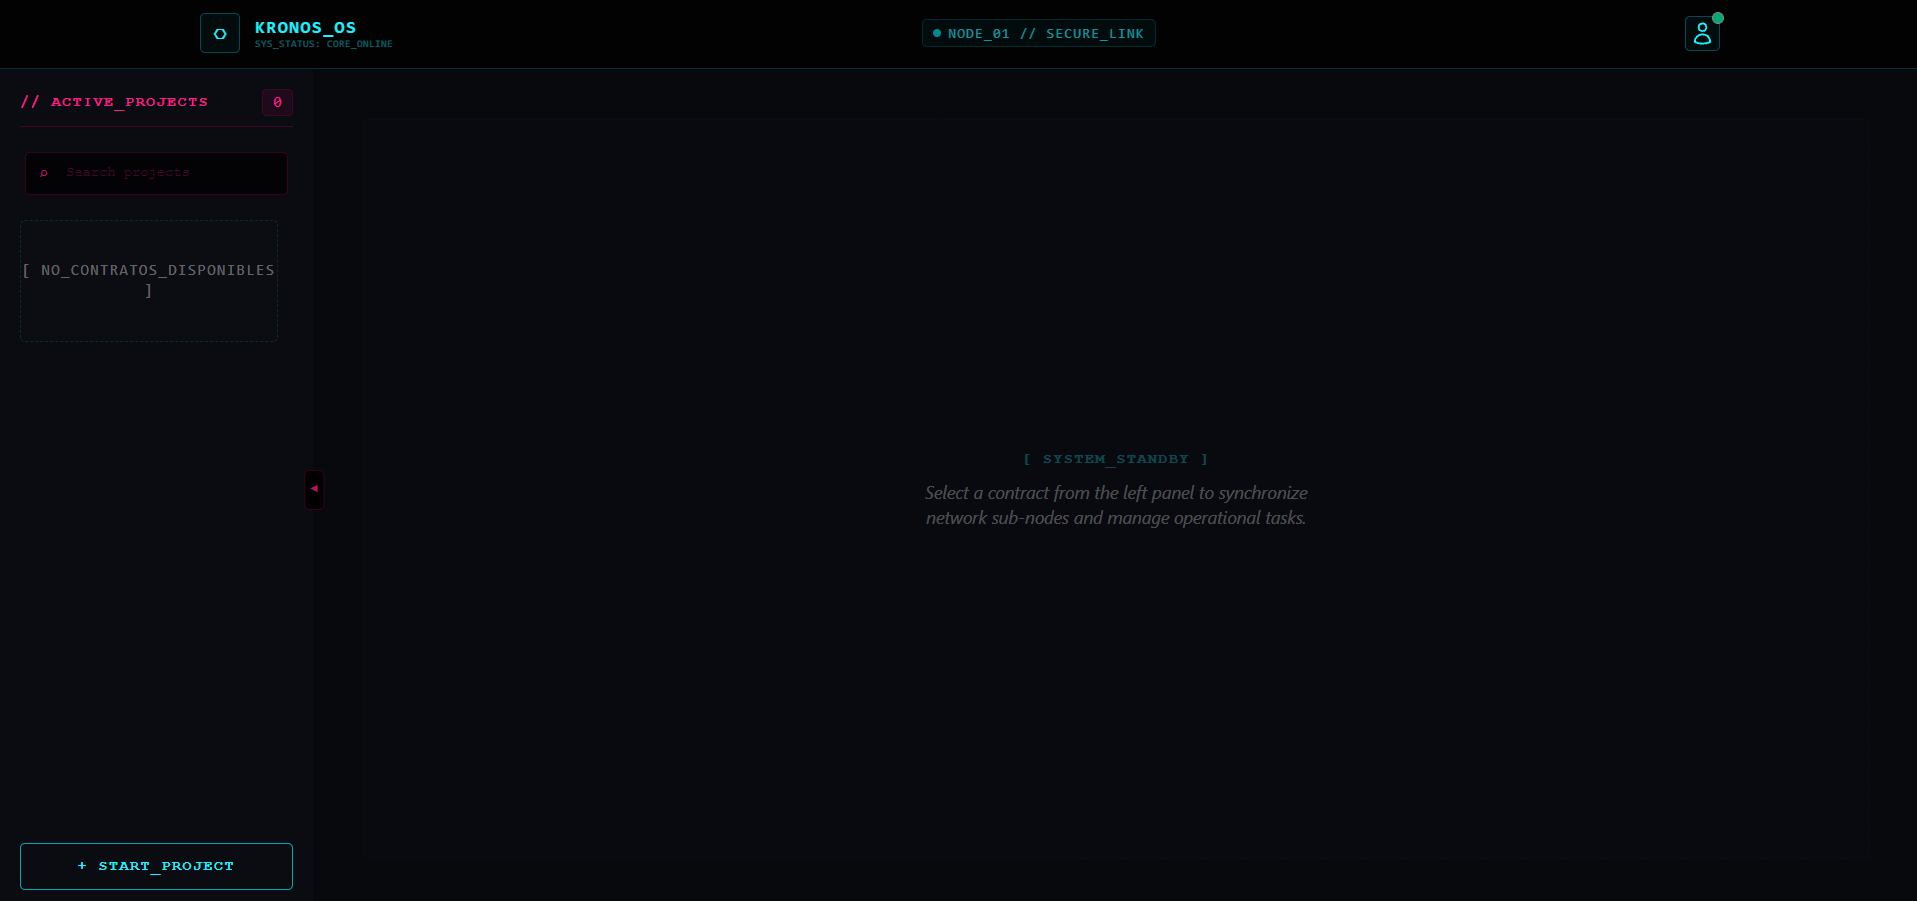 KRONOS_OS
SYS_STATUS: CORE_ONLINE
NODE_01 // SECURE_LINK
// ACTIVE_PROJECTS
0
Search projects
[ NO_CONTRATOS_DISPONIBLES
]
[ SYSTEM_STANDBY ]
Select a contract from the left panel to synchronize
network sub-nodes and manage operational tasks.
+ START_PROJECT